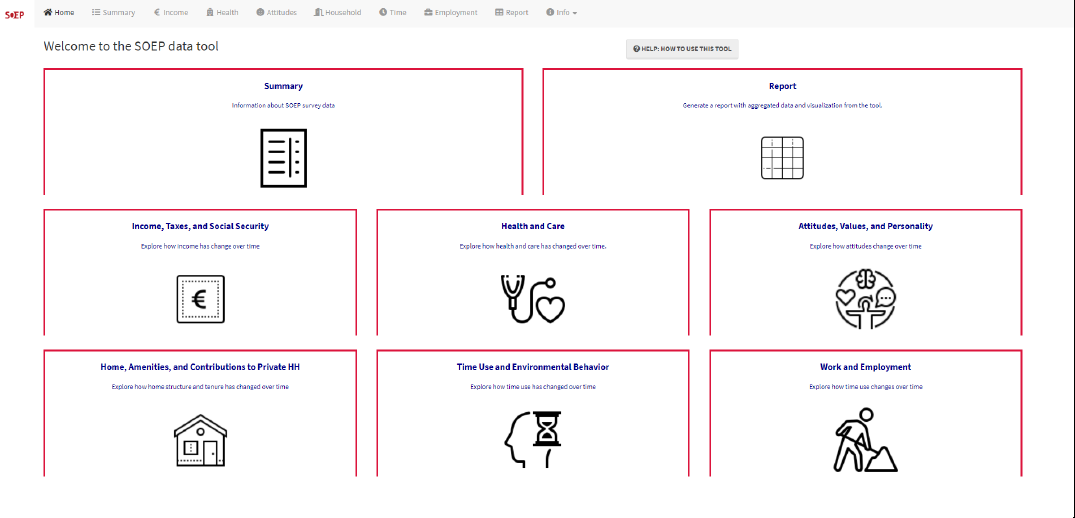 SOEP Home Summary € Income Health Attitudes Household Time Employment Report Info
Welcome to the SOEP data tool
HELP: HOW TO USE THIS TOOL
Summary
Information about SOEP survey data
Report
Generate a report with aggregated data and visualization from the tool.
Income, Taxes, and Social Security
Explore how income has change over time
€
Health and Care
Explore how health and care has changed over time.
Attitudes, Values, and Personality
Explore how attitudes change over time
Home, Amenities, and Contributions to Private HH
Explore how home structure and tenure has changed over time
Time Use and Environmental Behavior
Explore how time use has changed over time
Work and Employment
Explore how time use changes over time